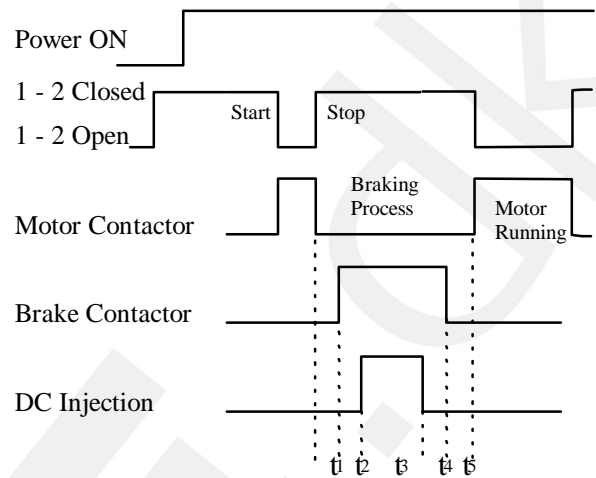 Power ON
1 - 2 Closed
Start
Stop
1 - 2 Open
Braking
Process
Motor Contactor
Motor
Running
Brake Contactor
DC Injection
t1 t2 t3 t4 t5